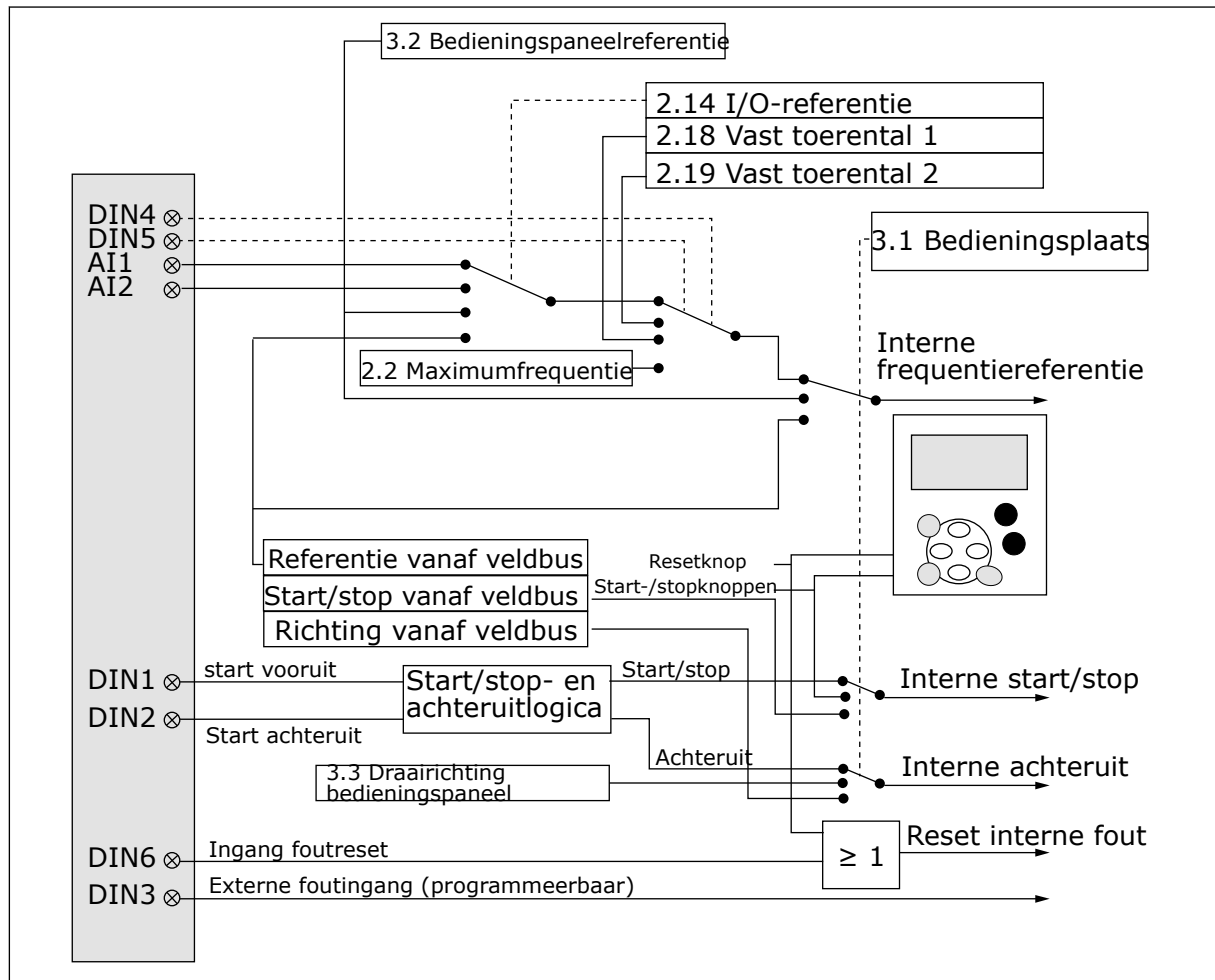 3.2 Bedieningspaneelreferentie
2.14 I/O-referentie
2.18 Vast toerental 1
2.19 Vast toerental 2
DIN4
DIN5
AI1
AI2
3.1 Bedieningsplaats
2.2 Maximumfrequentie
Interne
frequentiereferentie
Referentie vanaf veldbus
Start/stop vanaf veldbus
Richting vanaf veldbus
Resetknop
Start-/stopknoppen
DIN1
start vooruit
DIN2
Start achteruit
Start/stop- en
achteruitlogica
Start/stop
Achteruit
Interne start/stop
3.3 Draairichting
bedieningspaneel
Interne achteruit
DIN6
Ingang foutreset
≥ 1
Reset interne fout
DIN3
Externe foutingang (programmeerbaar)